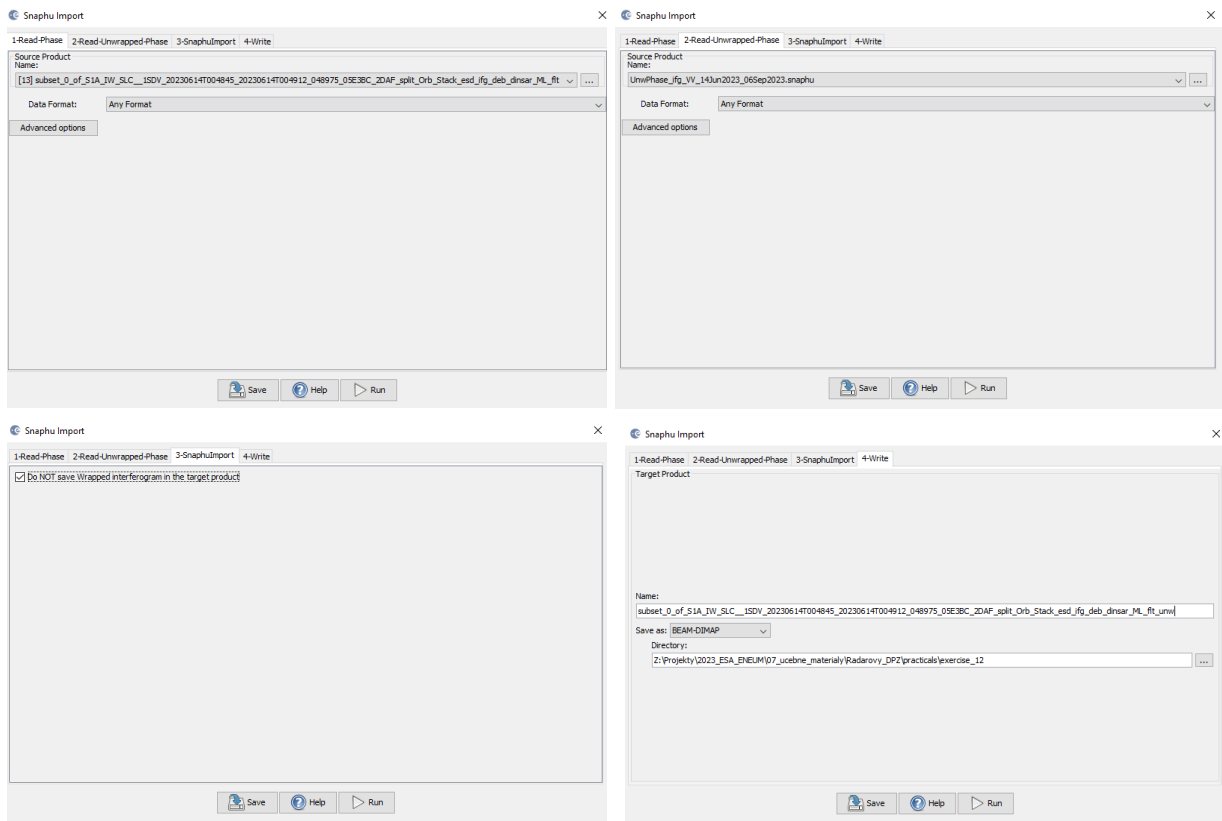 Snaphu Import
1-Read-Phase 2-Read-Unwrapped-Phase 3-SnaphuImport 4-Write
Source Product
Name:
[13] subset_0_of_S1A_IW_SLC__1SDV_20230614T004845_20230614T004912_048975_05E3BC_2DAF_split_Orb_Stack_esd_ifg_deb_dinsar_ML_flt ...
Data Format: Any Format
Advanced options
Save Help Run
Snaphu Import
1-Read-Phase 2-Read-Unwrapped-Phase 3-SnaphuImport 4-Write
Source Product
Name:
UnwPhase_ifg_VV_14Jun2023_06Sep2023.snaphu ...
Data Format: Any Format
Advanced options
Save Help Run
Snaphu Import
1-Read-Phase 2-Read-Unwrapped-Phase 3-SnaphuImport 4-Write
Do NOT save Wrapped interferogram in the target product
Save Help Run
Snaphu Import
1-Read-Phase 2-Read-Unwrapped-Phase 3-SnaphuImport 4-Write
Target Product
Name:
subset_0_of_S1A_IW_SLC__1SDV_20230614T004845_20230614T004912_048975_05E3BC_2DAF_split_Orb_Stack_esd_ifg_deb_dinsar_ML_flt_unw
Save as: BEAM-DIMAP
Directory:
Z:\Projekty\2023_ESA_ENEUM\07_ucebne_materialy\Radarovy_DPZ\practicals\exercise_12 ...
Save Help Run